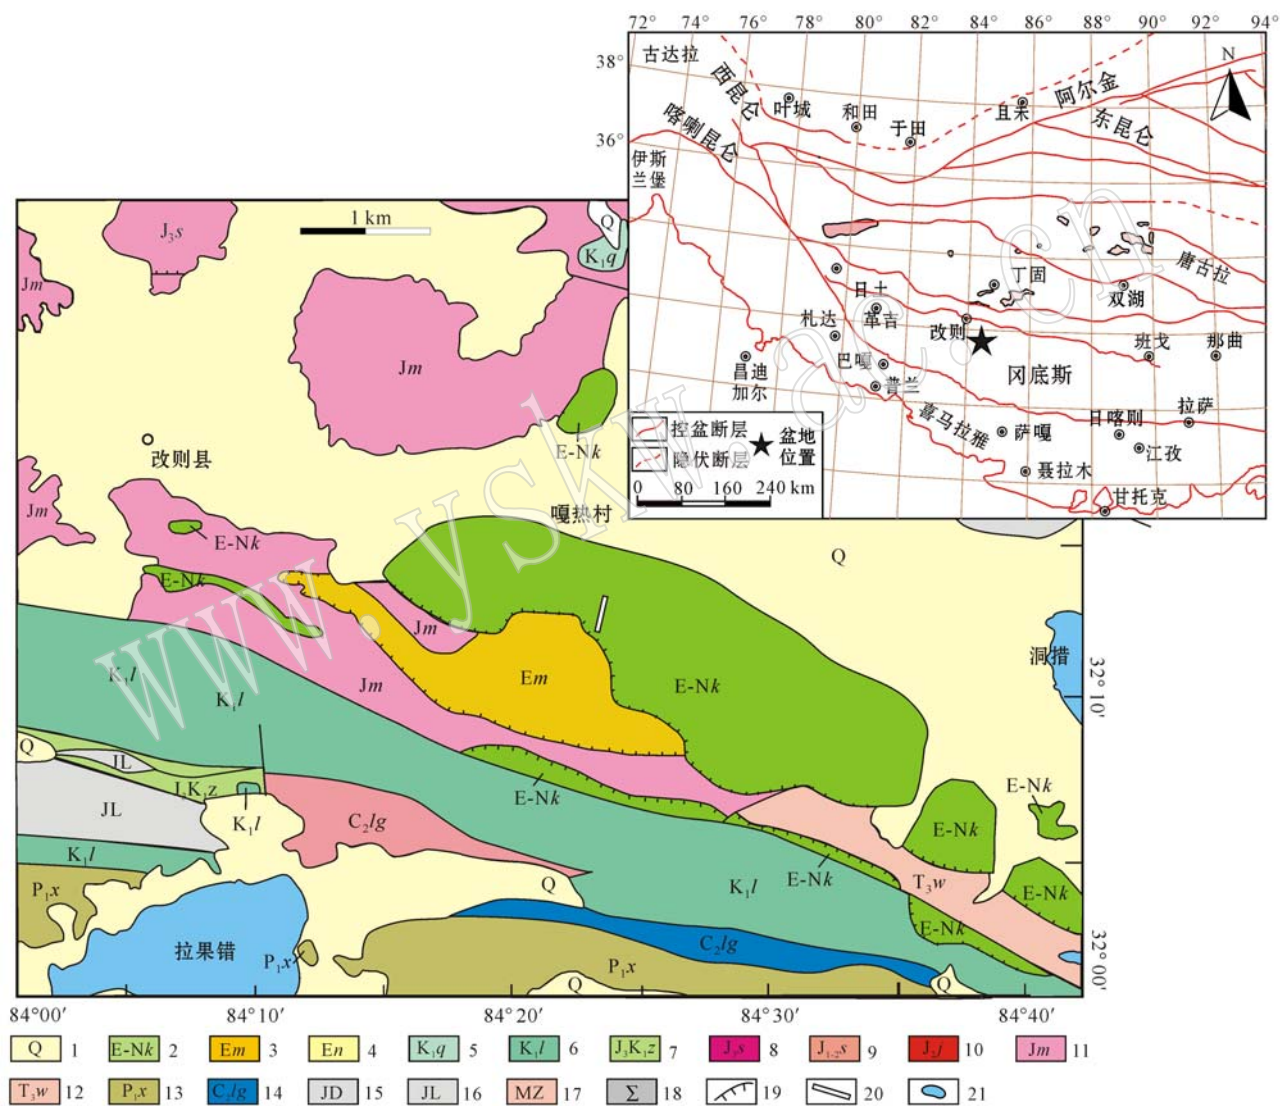 72° 74° 76° 78° 80° 82° 84° 86° 88° 90° 92° 94°
38°
36°
古达拉
西昆仑
叶城
和田
于田
且末
阿尔金
东昆仑
N
喀喇昆仑
伊斯
兰堡
唐古拉
日土
丁固
双湖
札达
革吉
改则
班戈
那曲
昌迪
加尔
巴嘎
普兰
冈底斯
喜马拉雅
萨嘎
日喀则
拉萨
江孜
聂拉木
甘托克
控盆断层
隐伏断层
盆地
位置
0 80 160 240 km
1 km
J₃s
Q
K₁q
Jm
Jm
E-Nk
改则县
Jm
嘎热村
Q
E-Nk
E-Nk
Jm
洞措
K₁l
K₁l
Jm
Em
E-Nk
32°10′
Q
JL
J₃K₁z
JL
K₁l
C₂lg
E-Nk
E-Nk
E-Nk
K₁l
P₁x
Q
K₁l
E-Nk
T₃w
E-Nk
E-Nk
拉果错
P₁x
C₂lg
P₁x
Q
Q
32°00′
84°00′ 84°10′ 84°20′ 84°30′ 84°40′
Q 1 E-Nk 2 Em 3 En 4 K₁q 5 K₁l 6 J₃K₁z 7 J₃s 8 J₁₋₂s 9 J₂j 10 Jm 11
T₃w 12 P₁x 13 C₂lg 14 JD 15 JL 16 MZ 17 Σ 18 19 20 21
www.yskw.ac.cn